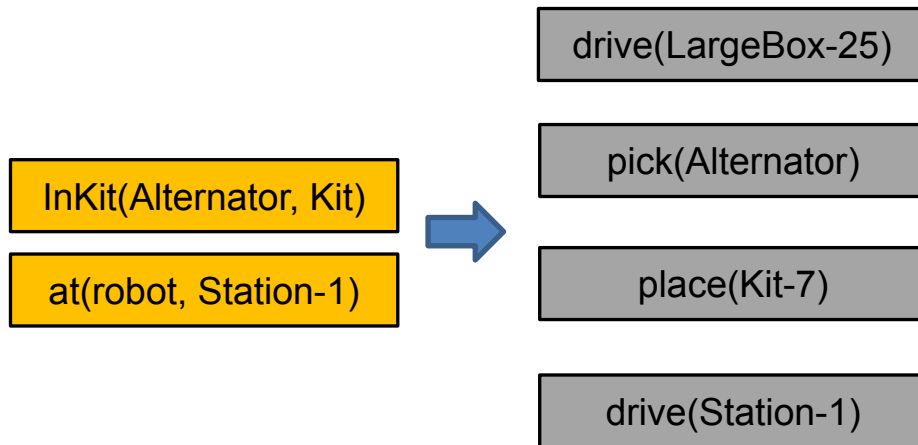 InKit(Alternator, Kit)
at(robot, Station-1)
drive(LargeBox-25)
pick(Alternator)
place(Kit-7)
drive(Station-1)